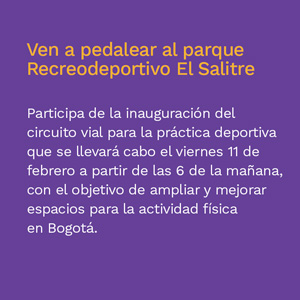 Ven a pedalear al parque
Recreodeportivo El Salitre
Participa de la inauguración del
circuito vial para la práctica deportiva
que se llevará cabo el viernes 11 de
febrero a partir de las 6 de la mañana,
con el objetivo de ampliar y mejorar
espacios para la actividad física
en Bogotá.